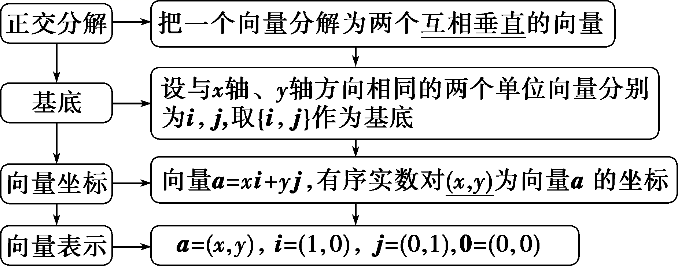 正交分解
把一个向量分解为两个互相垂直的向量
基底
设与x轴、y轴方向相同的两个单位向量分别
为i,j,取{i,j}作为基底
向量坐标
向量a=xi+yj,有序实数对(x,y)为向量a 的坐标
向量表示
a=(x,y), i=(1,0), j=(0,1),0=(0,0)